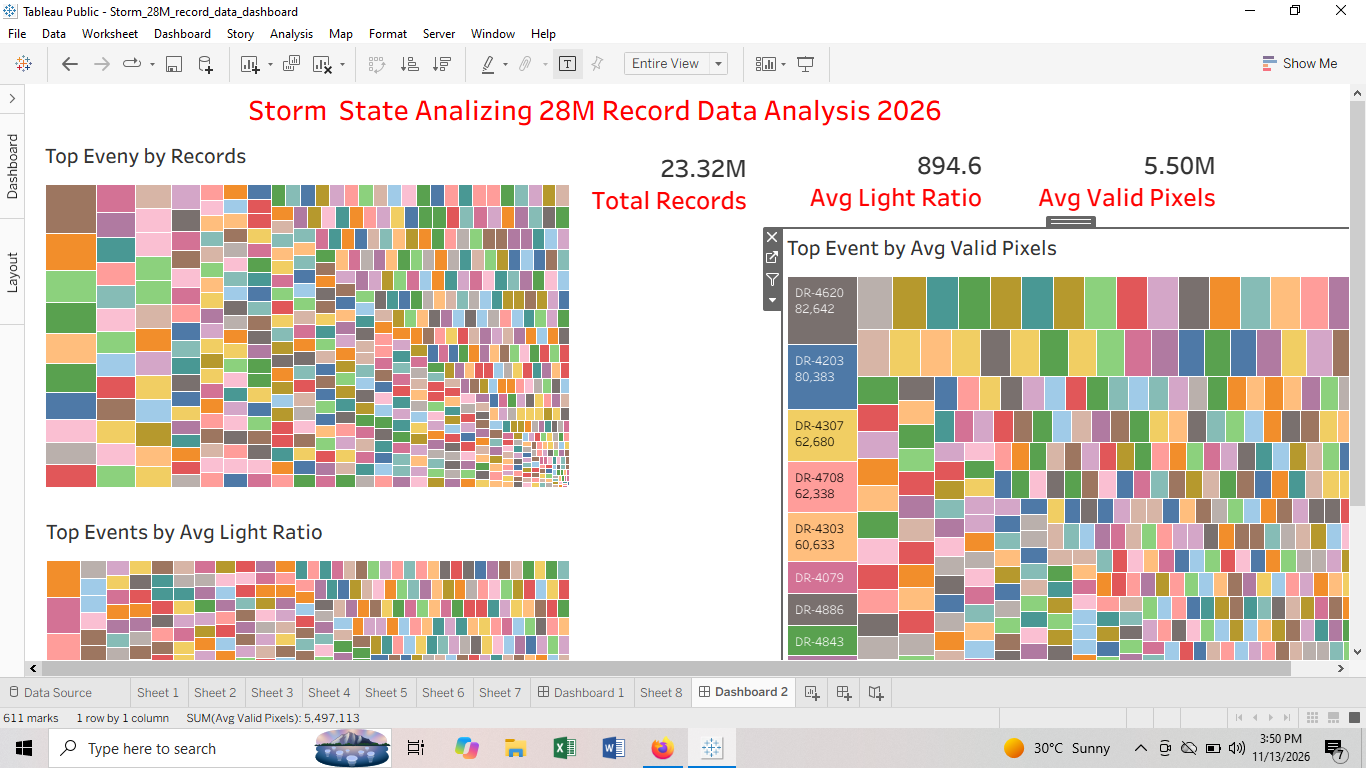 Tableau Public - Storm_28M_record_data_dashboard
File Data Worksheet Dashboard Story Analysis Map Format Server Window Help
Entire View
Show Me
Dashboard
Layout
Storm State Analizing 28M Record Data Analysis 2026
Top Eveny by Records
23.32M
Total Records
894.6
Avg Light Ratio
5.50M
Avg Valid Pixels
Top Event by Avg Valid Pixels
DR-4620
82,642
DR-4203
80,383
DR-4307
62,680
DR-4708
62,338
DR-4303
60,633
DR-4079
DR-4886
DR-4843
Top Events by Avg Light Ratio
Data Source Sheet 1 Sheet 2 Sheet 3 Sheet 4 Sheet 5 Sheet 6 Sheet 7 Dashboard 1 Sheet 8 Dashboard 2
611 marks 1 row by 1 column SUM(Avg Valid Pixels): 5,497,113
Type here to search
30°C Sunny
3:50 PM
11/13/2026
7